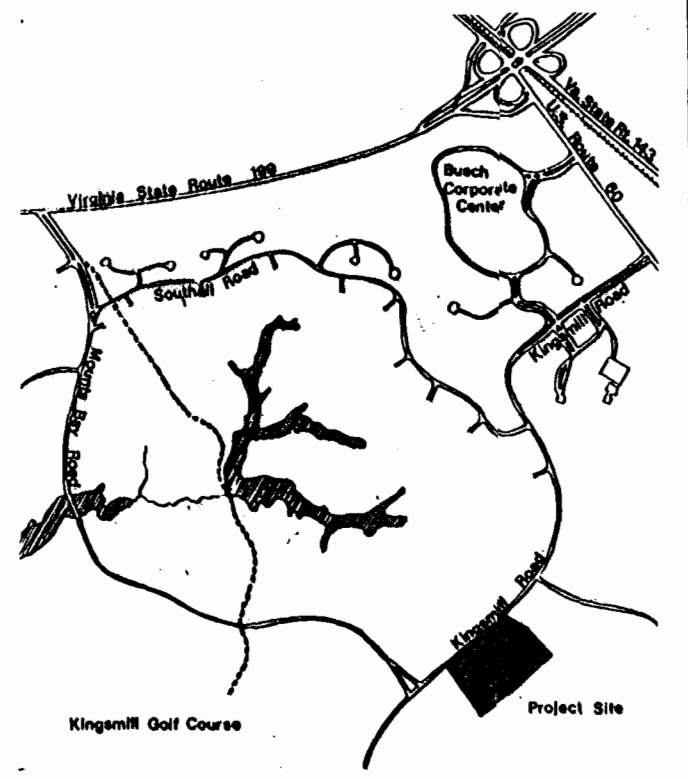 Va. State Rt. 143
U.S. Route 60
Virginia State Route 199
Busch
Corporate
Center
Southall Road
Kingsmill Road
Mounts Bay Road
Kingsmill Road
Project Site
Kingsmill Golf Course